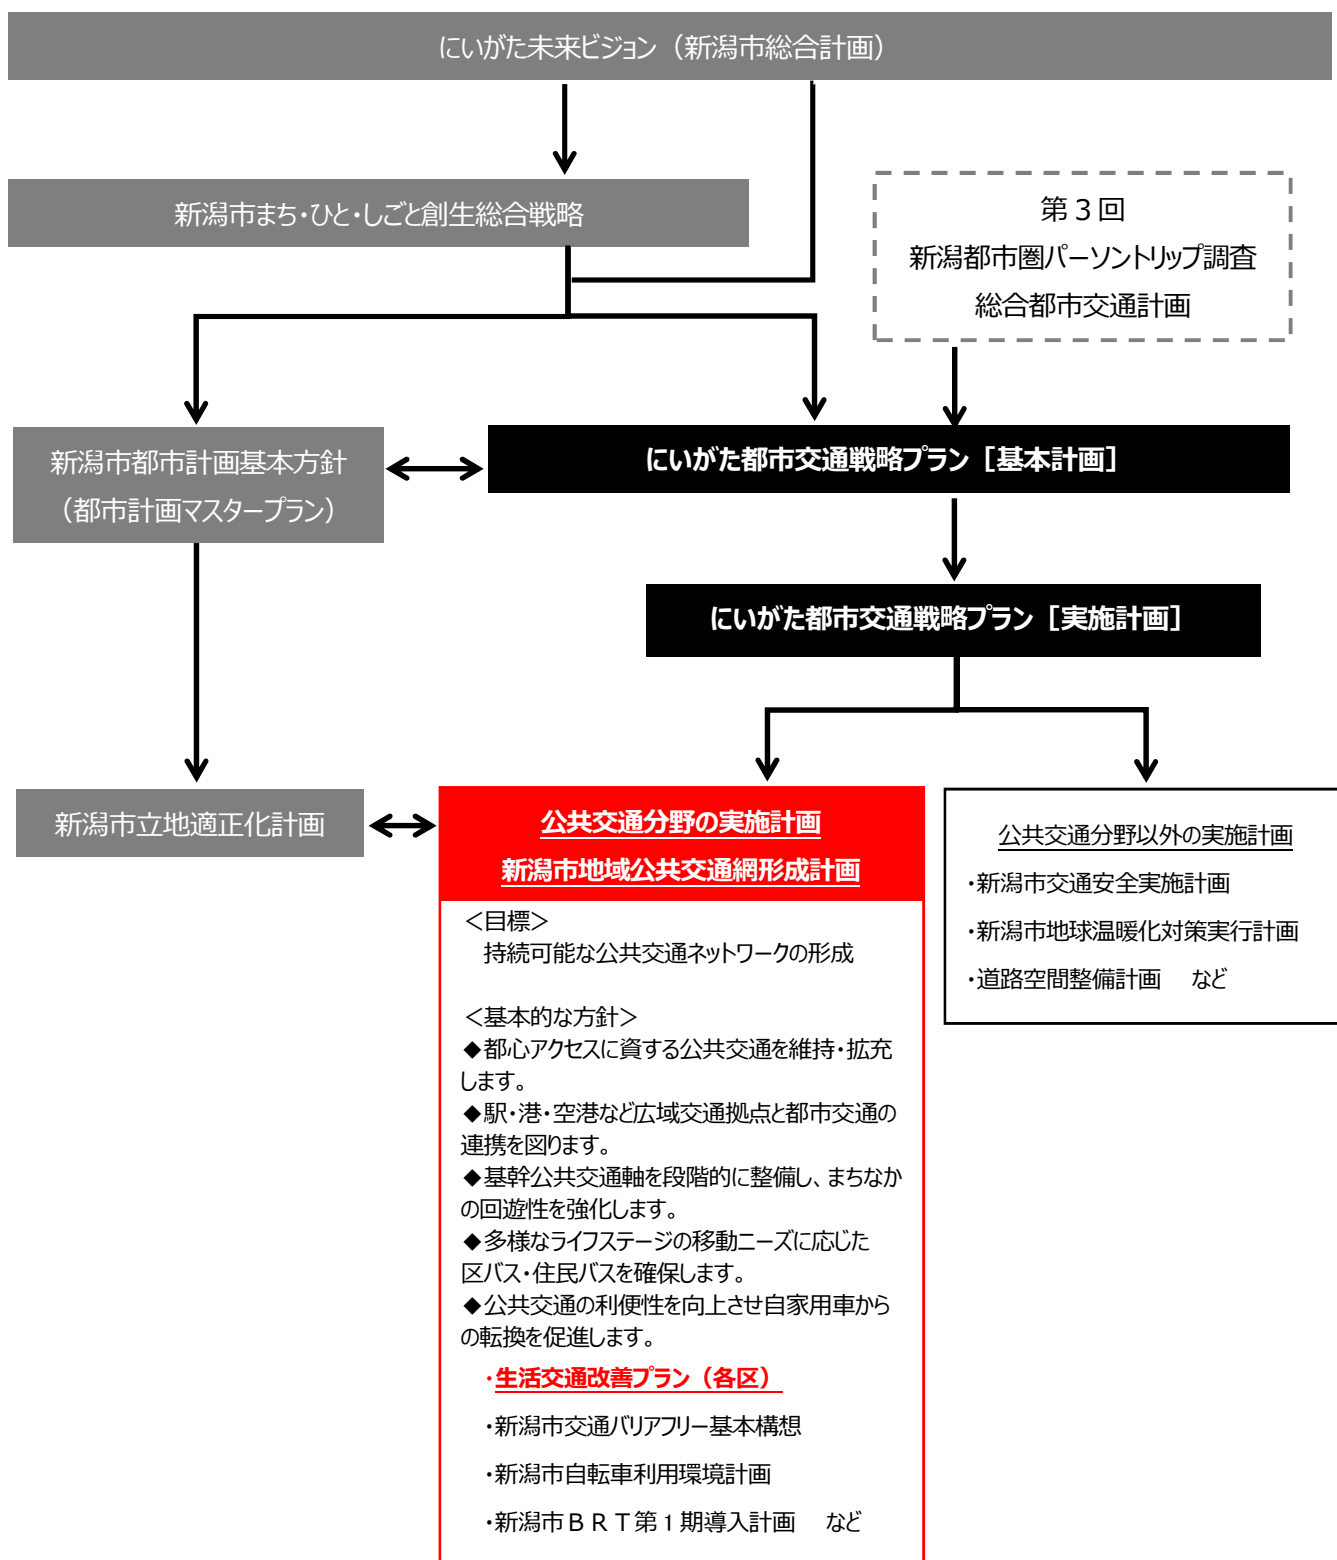 にいがた未来ビジョン（新潟市総合計画）
新潟市まち・ひと・しごと創生総合戦略
第３回
新潟都市圏パーソントリップ調査
総合都市交通計画
新潟市都市計画基本方針
（都市計画マスタープラン）
にいがた都市交通戦略プラン［基本計画］
にいがた都市交通戦略プラン［実施計画］
新潟市立地適正化計画
公共交通分野の実施計画
新潟市地域公共交通網形成計画
＜目標＞
持続可能な公共交通ネットワークの形成
＜基本的な方針＞
◆都心アクセスに資する公共交通を維持・拡充
します。
◆駅・港・空港など広域交通拠点と都市交通の
連携を図ります。
◆基幹公共交通軸を段階的に整備し、まちなか
の回遊性を強化します。
◆多様なライフステージの移動ニーズに応じた
区バス・住民バスを確保します。
◆公共交通の利便性を向上させ自家用車から
の転換を促進します。
・生活交通改善プラン（各区）
・新潟市交通バリアフリー基本構想
・新潟市自転車利用環境計画
・新潟市ＢＲＴ第１期導入計画　など
公共交通分野以外の実施計画
・新潟市交通安全実施計画
・新潟市地球温暖化対策実行計画
・道路空間整備計画　など